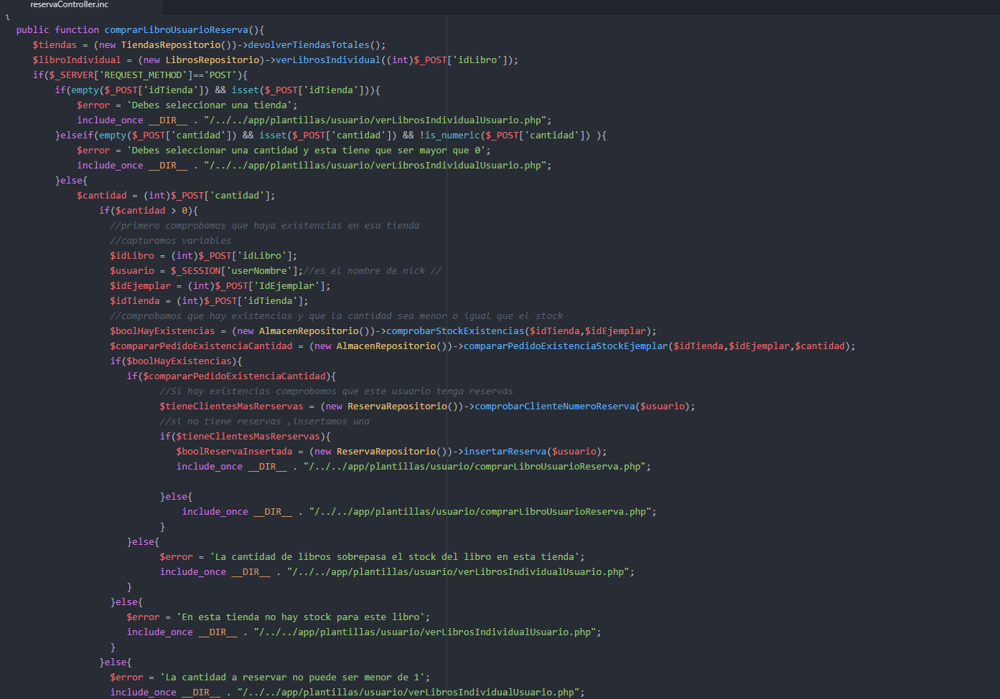 reservaController.inc
{
public function comprarLibroUsuarioReserva(){
$tiendas = (new TiendasRepositorio())->devolverTiendasTotales();
$libroIndividual = (new LibrosRepositorio)->verLibrosIndividual((int)$_POST['idLibro']);
if($_SERVER['REQUEST_METHOD']=='POST'){
if(empty($_POST['idTienda']) && isset($_POST['idTienda'])){
$error = 'Debes seleccionar una tienda';
include_once __DIR__ . "/../../app/plantillas/usuario/verLibrosIndividualUsuario.php";
}elseif(empty($_POST['cantidad']) && isset($_POST['cantidad']) && !is_numeric($_POST['cantidad']) ){
$error = 'Debes seleccionar una cantidad y esta tiene que ser mayor que 0';
include_once __DIR__ . "/../../app/plantillas/usuario/verLibrosIndividualUsuario.php";
}else{
$cantidad = (int)$_POST['cantidad'];
if($cantidad > 0){
//primero comprobamos que haya existencias en esa tienda
//capturamos variables
$idLibro = (int)$_POST['idLibro'];
$usuario = $_SESSION['userNombre'];//es el nombre de nick //
$idEjemplar = (int)$_POST['IdEjemplar'];
$idTienda = (int)$_POST['idTienda'];
//comprobamos que hay existencias y que la cantidad sea menor o igual que el stock
$boolHayExistencias = (new AlmacenRepositorio())->comprobarStockExistencias($idTienda,$idEjemplar);
$compararPedidoExistenciaCantidad = (new AlmacenRepositorio())->compararPedidoExistenciaStockEjemplar($idTienda,$idEjemplar,$cantidad);
if($boolHayExistencias){
if($compararPedidoExistenciaCantidad){
//Si hay existencias comprobamos que este usuario tenga reservas
$tieneClientesMasRerservas = (new ReservaRepositorio())->comprobarClienteNumeroReserva($usuario);
//si no tiene reservas ,insertamos una
if($tieneClientesMasRerservas){
$boolReservaInsertada = (new ReservaRepositorio())->insertarReserva($usuario);
include_once __DIR__ . "/../../app/plantillas/usuario/comprarLibroUsuarioReserva.php";
}else{
include_once __DIR__ . "/../../app/plantillas/usuario/comprarLibroUsuarioReserva.php";
}
}else{
$error = 'La cantidad de libros sobrepasa el stock del libro en esta tienda';
include_once __DIR__ . "/../../app/plantillas/usuario/verLibrosIndividualUsuario.php";
}
}else{
$error = 'En esta tienda no hay stock para este libro';
include_once __DIR__ . "/../../app/plantillas/usuario/verLibrosIndividualUsuario.php";
}
}else{
$error = 'La cantidad a reservar no puede ser menor de 1';
include_once __DIR__ . "/../../app/plantillas/usuario/verLibrosIndividualUsuario.php";